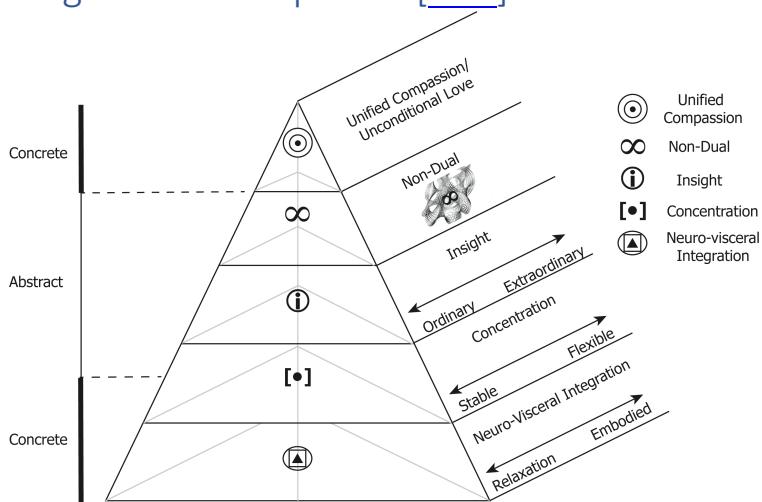 Concrete
Abstract
Concrete
Unified Compassion/
Unconditional Love
Non-Dual
Insight
Ordinary
Extraordinary
Concentration
Stable
Flexible
Neuro-Visceral Integration
Relaxation
Embodied
Unified
Compassion
Non-Dual
Insight
Concentration
Neuro-visceral
Integration